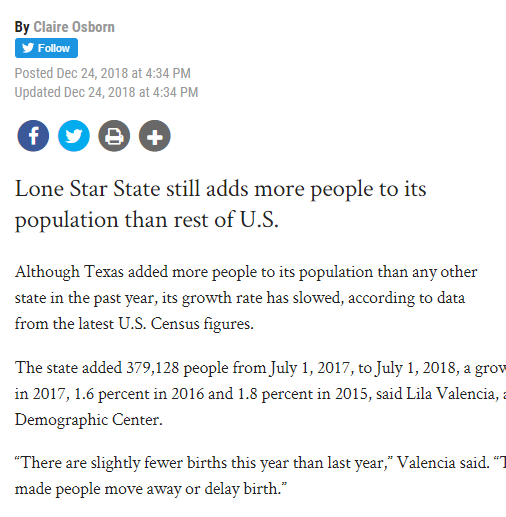 By Claire Osborn
Follow
Posted Dec 24, 2018 at 4:34 PM
Updated Dec 24, 2018 at 4:34 PM
Lone Star State still adds more people to its
population than rest of U.S.
Although Texas added more people to its population than any other
state in the past year, its growth rate has slowed, according to data
from the latest U.S. Census figures.
The state added 379,128 people from July 1, 2017, to July 1, 2018, a
in 2017, 1.6 percent in 2016 and 1.8 percent in 2015, said Lila Valencia,
Demographic Center.
“There are slightly fewer births this year than last year,” Valencia said.
made people move away or delay birth.”